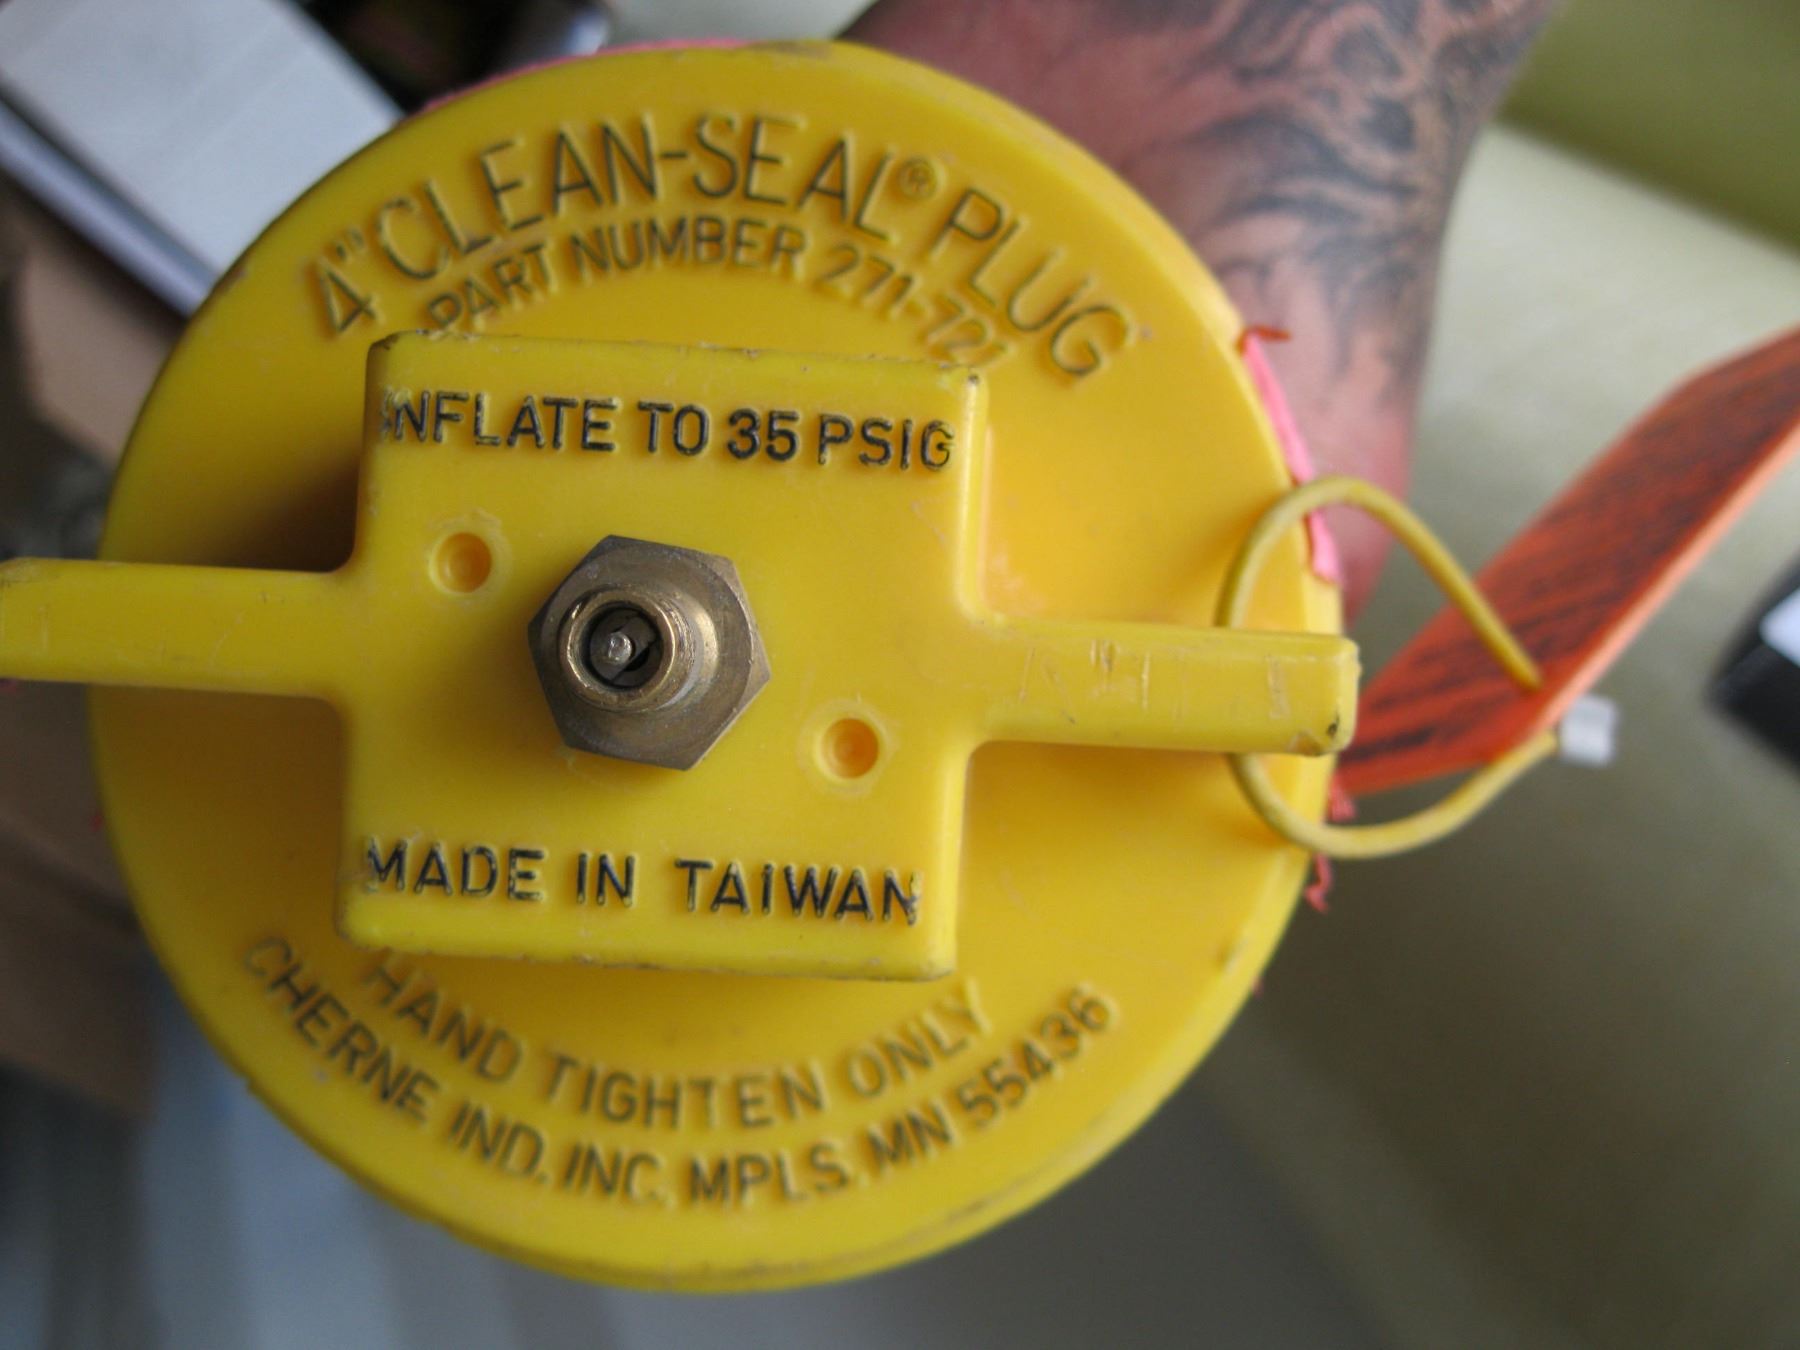 4" CLEAN-SEAL® PLUG
PART NUMBER 271-721
INFLATE TO 35 PSIG
MADE IN TAIWAN
HAND TIGHTEN ONLY
CHERNE IND. INC. MPLS. MN 55436